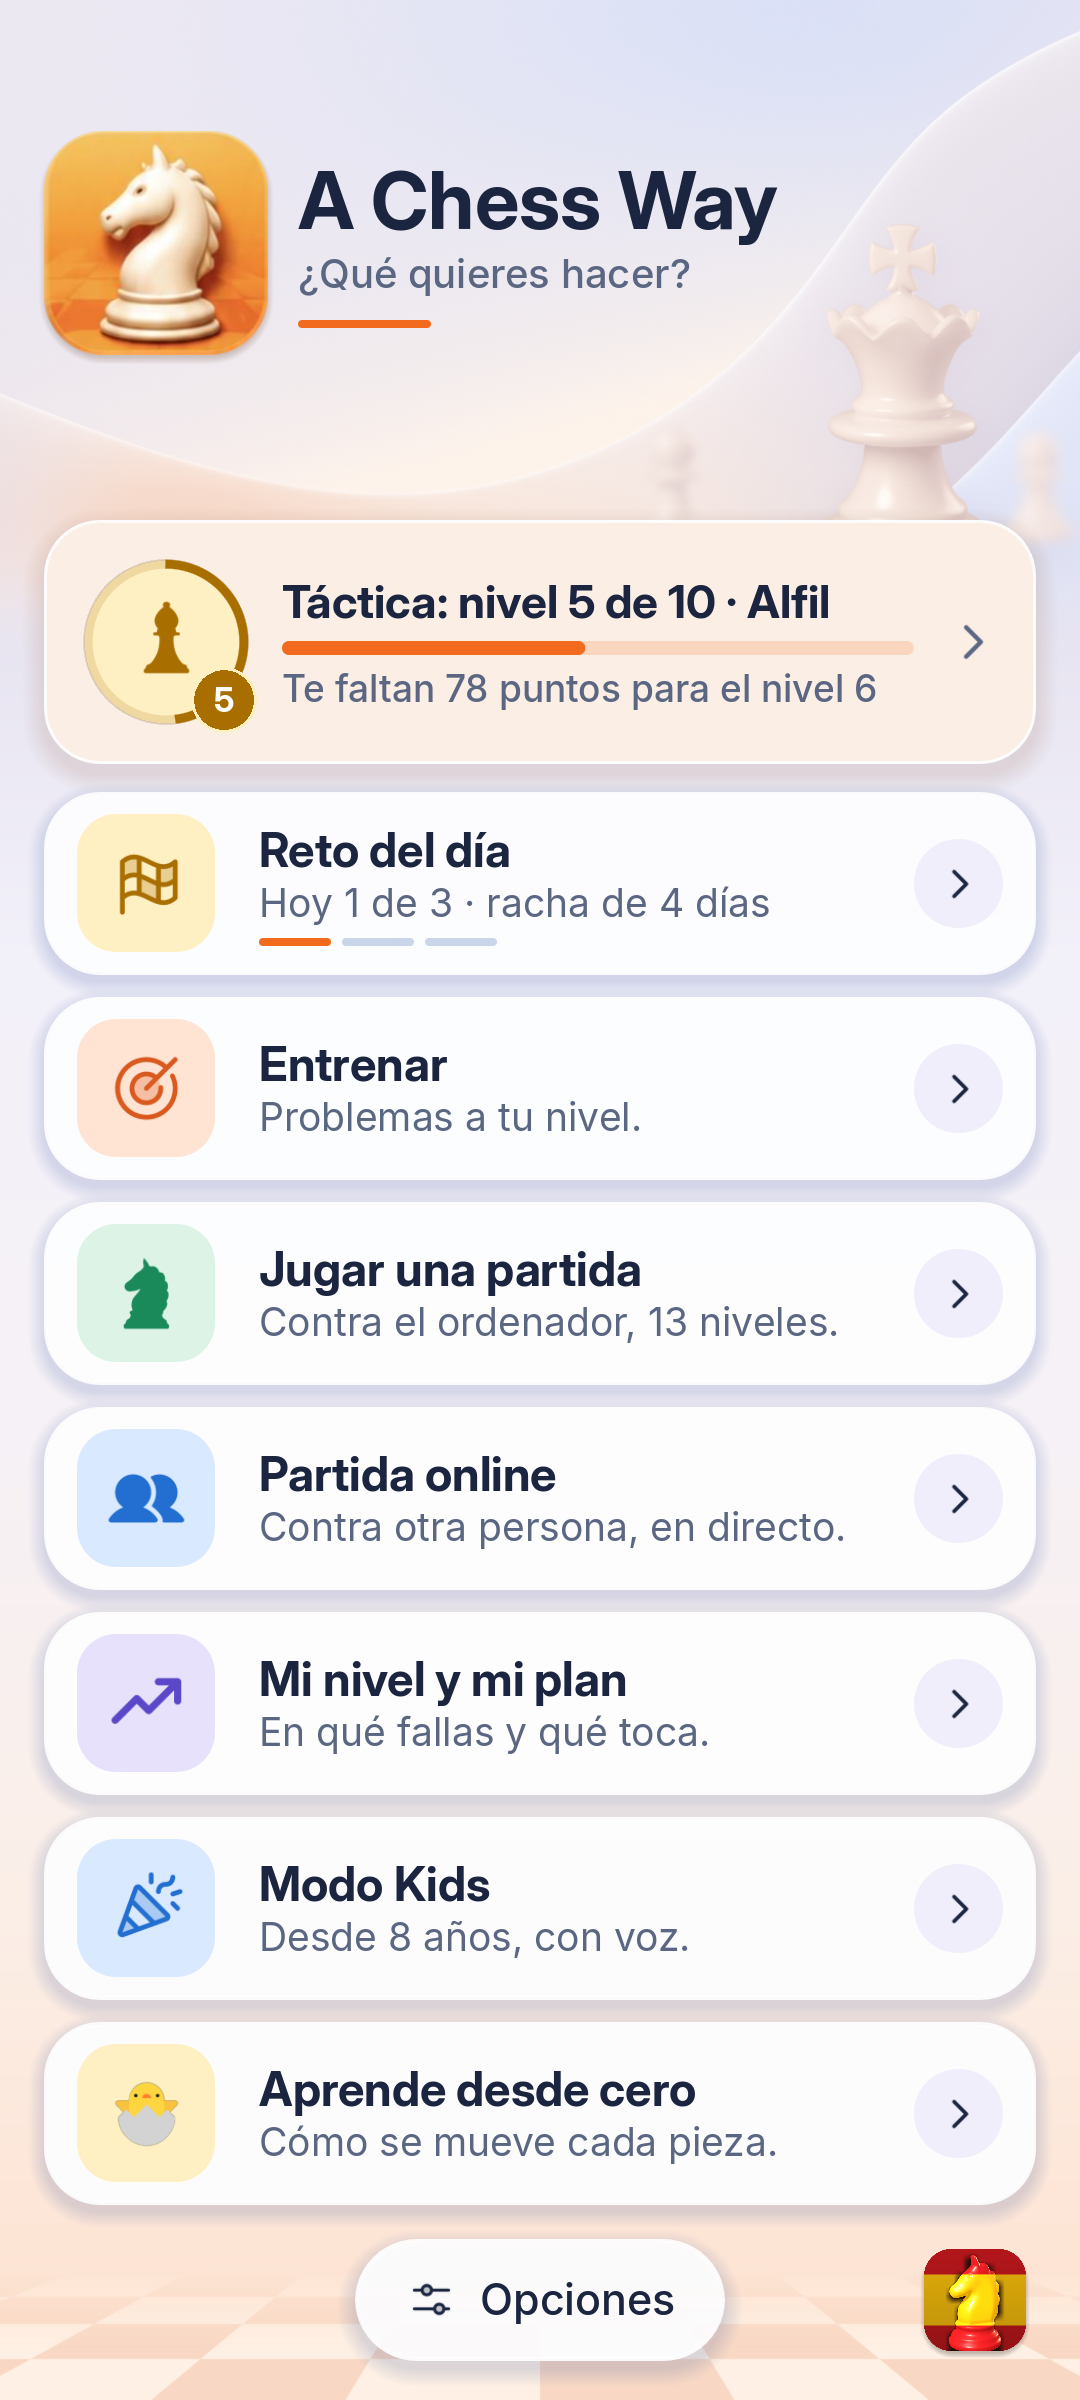 A Chess Way
¿Qué quieres hacer?
Táctica: nivel 5 de 10 · Alfil
5
Te faltan 78 puntos para el nivel 6
Reto del día
Hoy 1 de 3 · racha de 4 días
Entrenar
Problemas a tu nivel.
Jugar una partida
Contra el ordenador, 13 niveles.
Partida online
Contra otra persona, en directo.
Mi nivel y mi plan
En qué fallas y qué toca.
Modo Kids
Desde 8 años, con voz.
Aprende desde cero
Cómo se mueve cada pieza.
Opciones